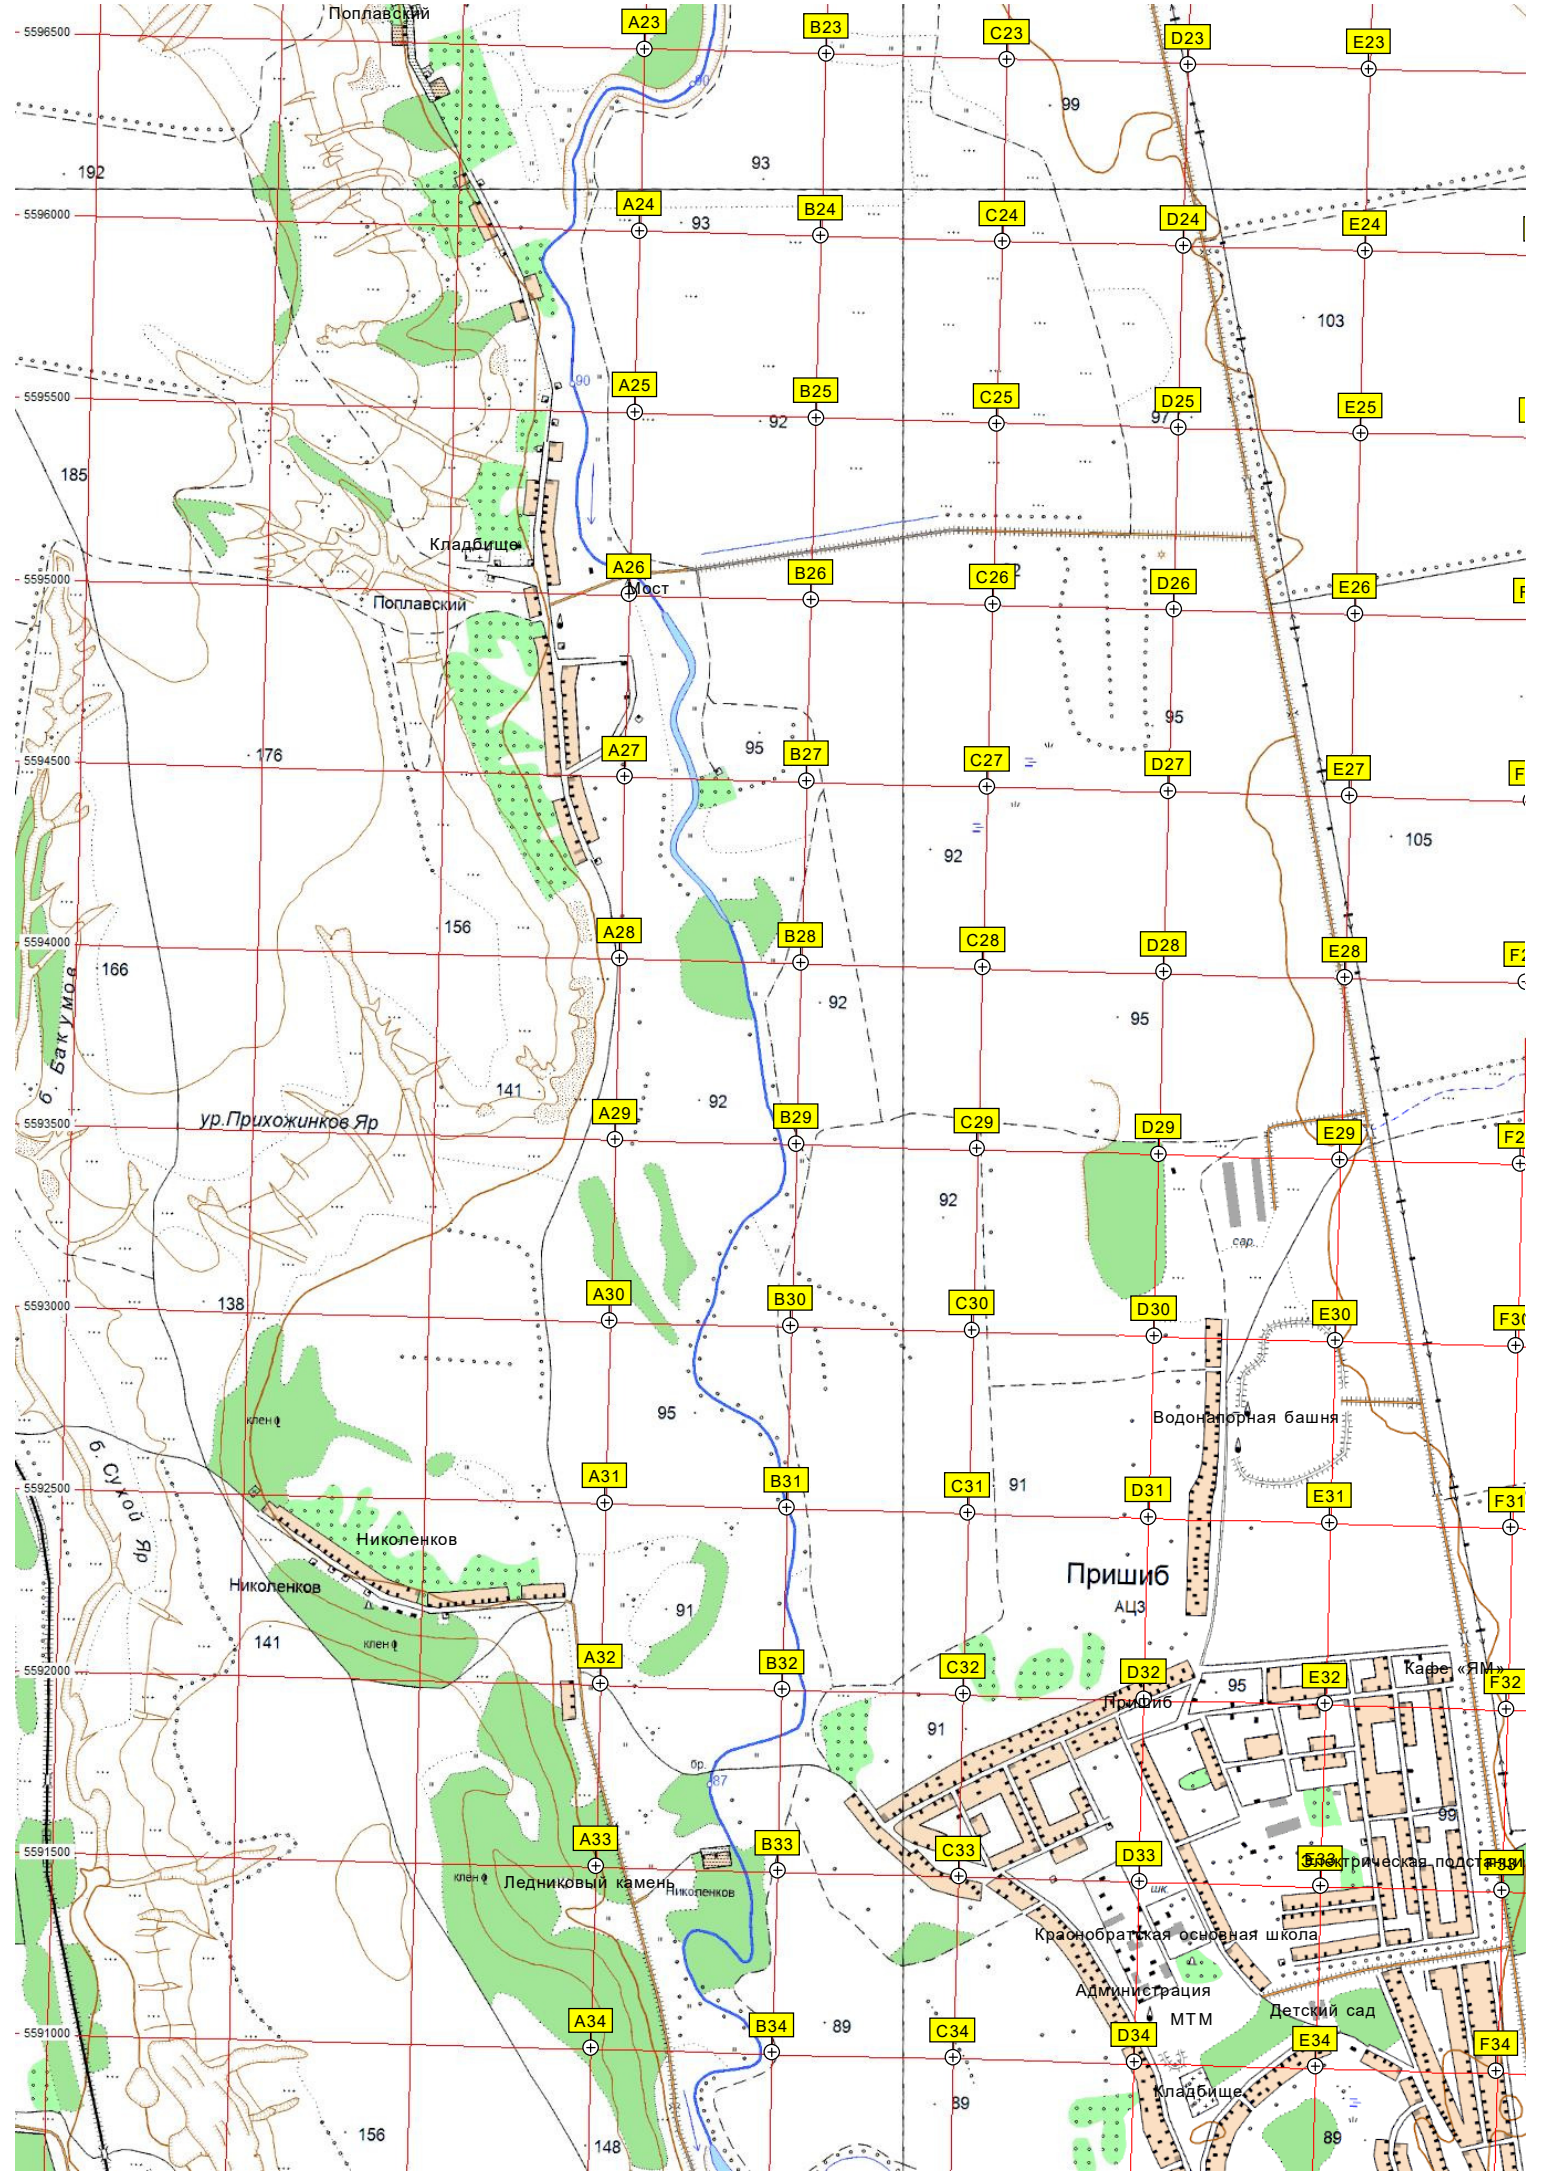 Поплавский
5596500
A23
B23
C23
D23
E23
90
99
93
192
5596000
A24
93
B24
C24
D24
E24
103
90
5595500
A25
B25
92
C25
D25
97
E25
185
Кладбище
5595000
A26
Мост
B26
C26
D26
E26
Поплавский
95
176
5594500
A27
95
B27
C27
D27
E27
105
92
156
5594000
A28
B28
C28
D28
E28
166
92
95
б. Бакумов
141
92
ур.Прихожинков Яр
5593500
A29
B29
C29
D29
E29
92
сар.
5593000
138
A30
B30
C30
D30
E30
F30
клен
95
Водонапорная башня
б. Сухой Яр
5592500
A31
B31
C31
91
D31
E31
F31
Николенков
Николенков
Пришиб
АЦЗ
91
141
клен
5592000
A32
B32
C32
D32
95
E32
Кафе «ЯМ»
F32
Пришиб
91
бр.
87
99
5591500
A33
B33
C33
D33
E33
F33
Электрическая подстанция
клен
Ледниковый камень
Николенков
шк.
Краснобратская основная школа
Администрация
МТМ
Детский сад
5591000
A34
B34
89
C34
D34
E34
F34
Кладбище
89
156
148
89